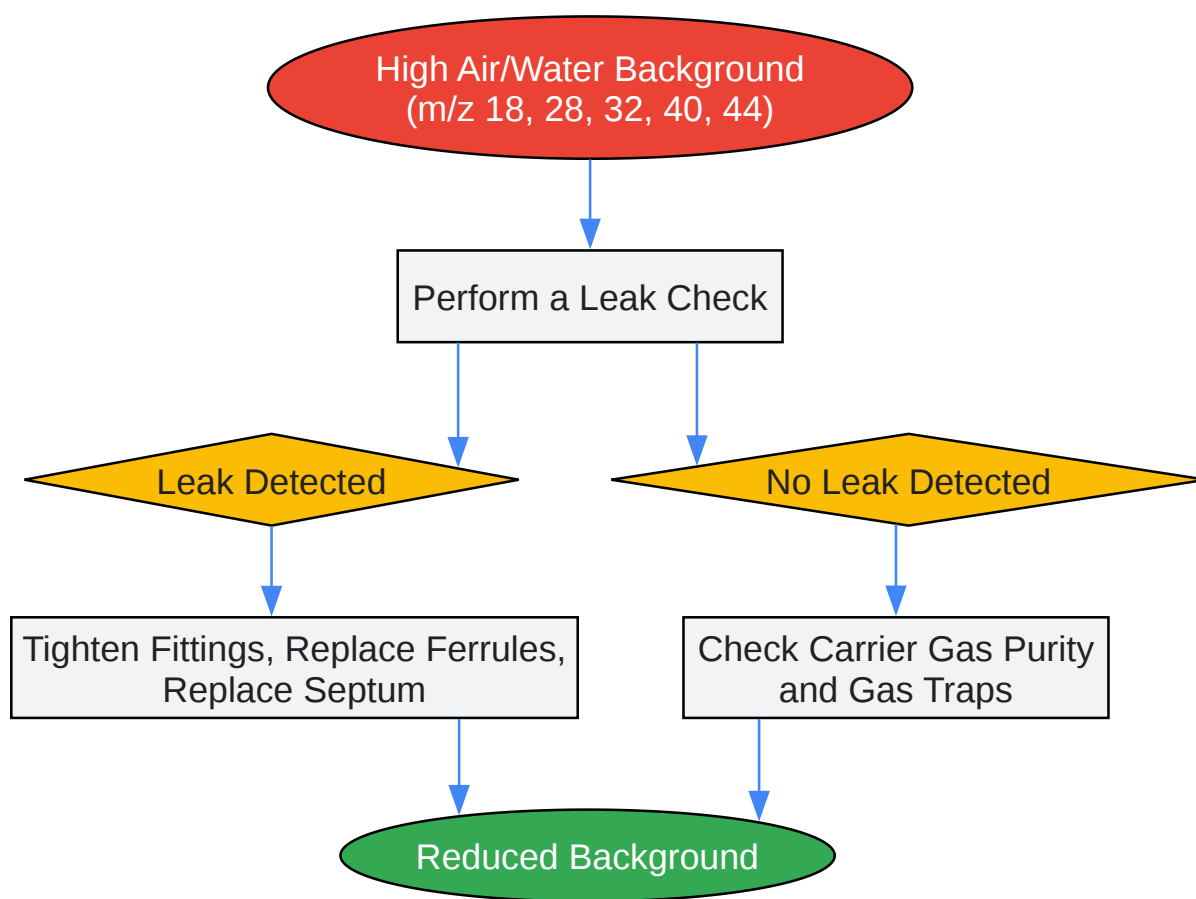 High Air/Water Background
(m/z 18, 28, 32, 40, 44)
Perform a Leak Check
Leak Detected
No Leak Detected
Tighten Fittings, Replace Ferrules,
Replace Septum
Check Carrier Gas Purity
and Gas Traps
Reduced Background